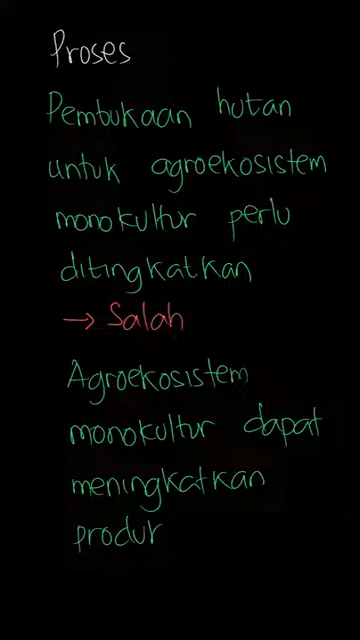 Proses
Pembukaan hutan
untuk agroekosistem
monokultur perlu
ditingkatkan
→ Salah
Agroekosistem
monokultur dapat
meningkatkan
produr